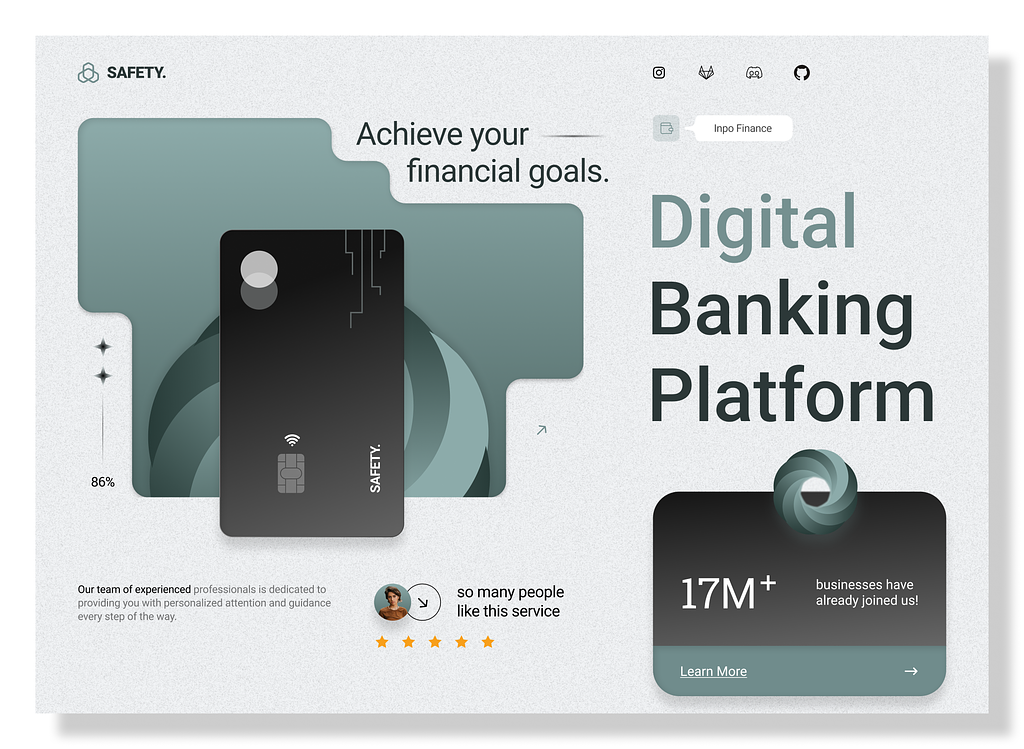 SAFETY.
Achieve your
financial goals.
Inpo Finance
Digital
Banking
Platform
SAFETY.
86%
Our team of experienced professionals is dedicated to
providing you with personalized attention and guidance
every step of the way.
so many people
like this service
17M+
businesses have
already joined us!
Learn More